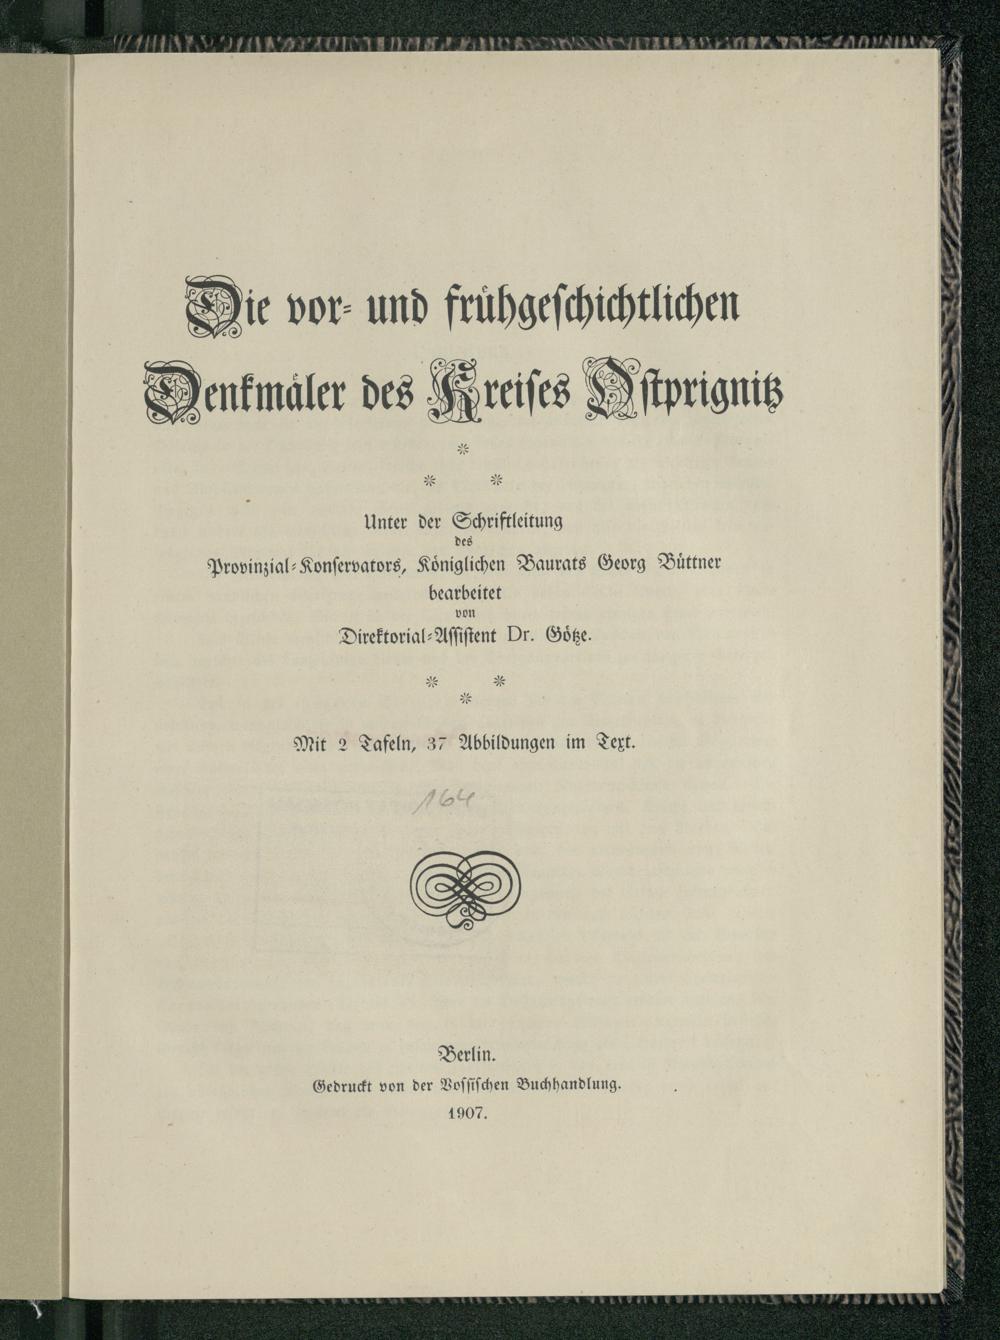 Die vor- und frühgeschichtlichen
Denkmäler des Kreises Ostprignitz
Unter der Schriftleitung
des
Provinzial-Konservators, Königlichen Baurats Georg Büttner
bearbeitet
von
Direktorial-Assistent Dr. Götze.
Mit 2 Tafeln, 37 Abbildungen im Text.
164
Berlin.
Gedruckt von der Vossischen Buchhandlung.
1907.